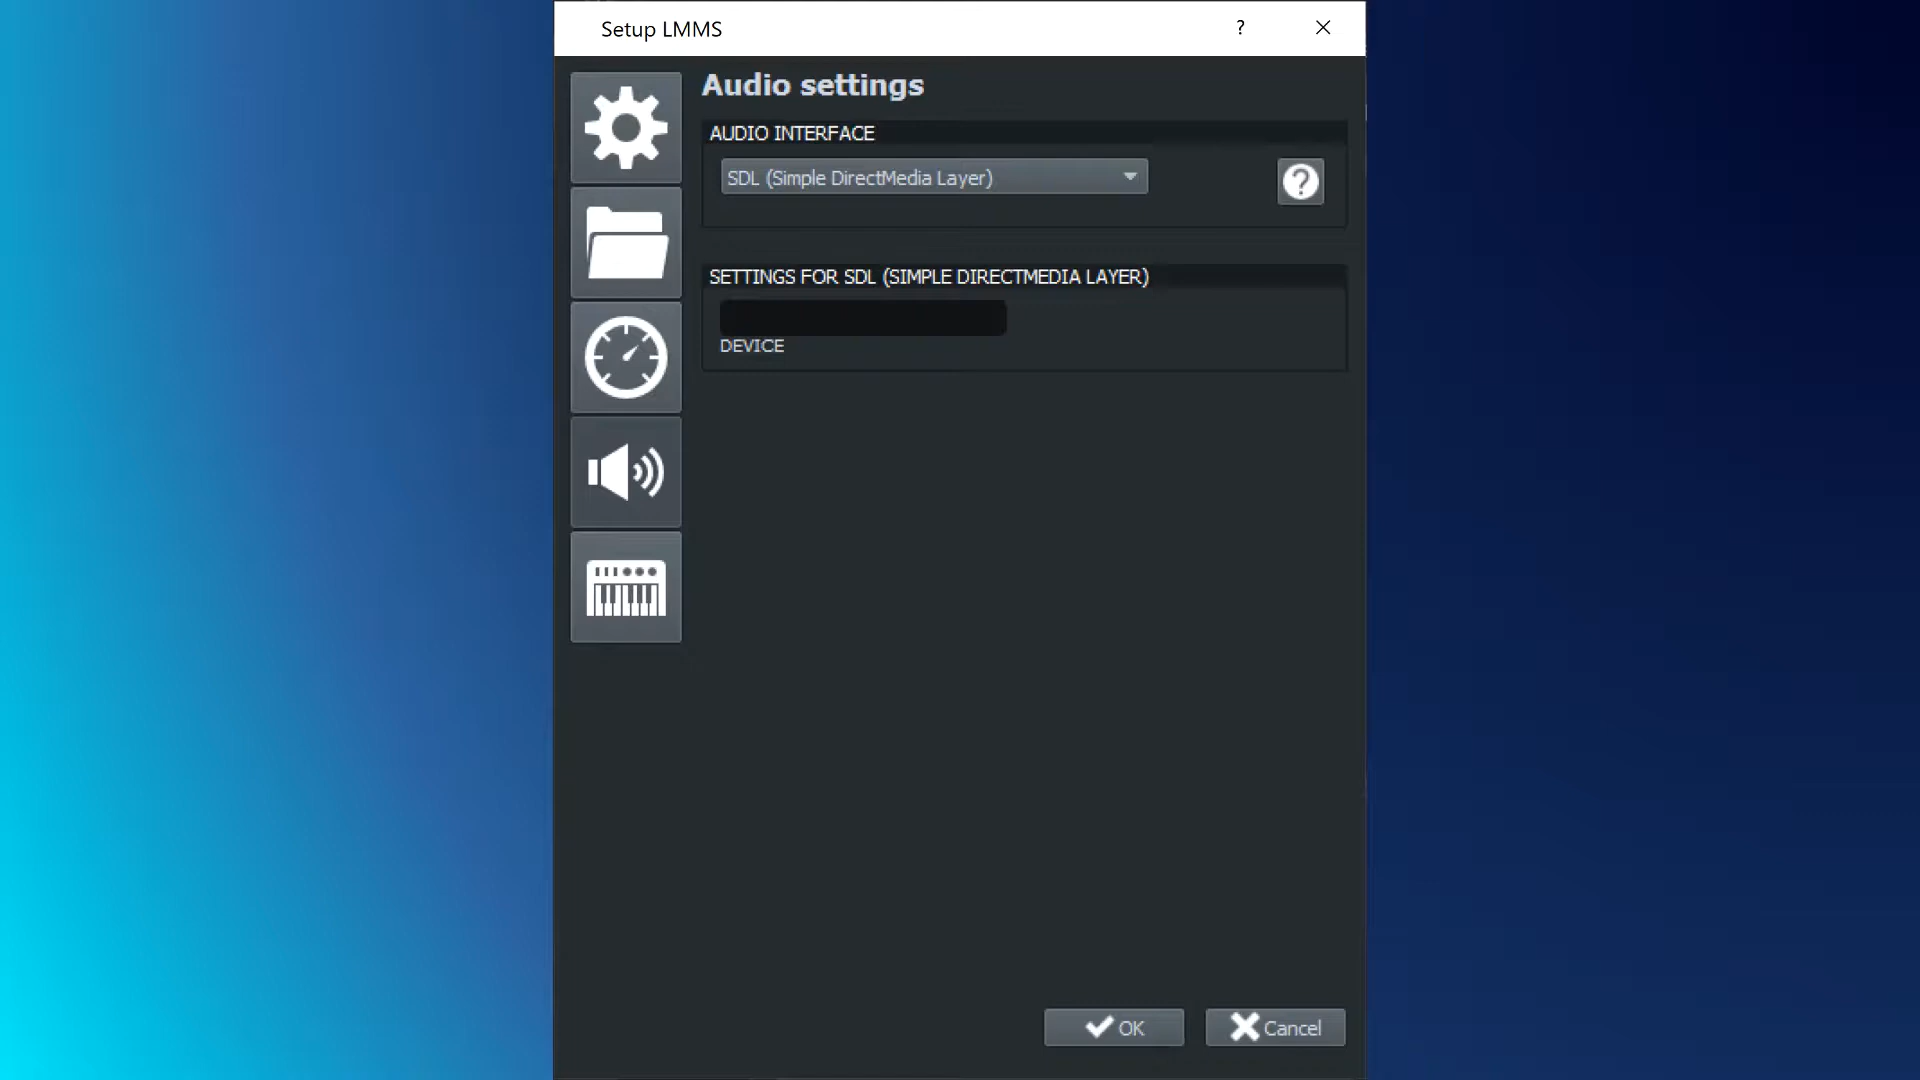 Setup LMMS
?
Audio settings
AUDIO INTERFACE
SDL (Simple DirectMedia Layer)
?
SETTINGS FOR SDL (SIMPLE DIRECTMEDIA LAYER)
DEVICE
OK
Cancel